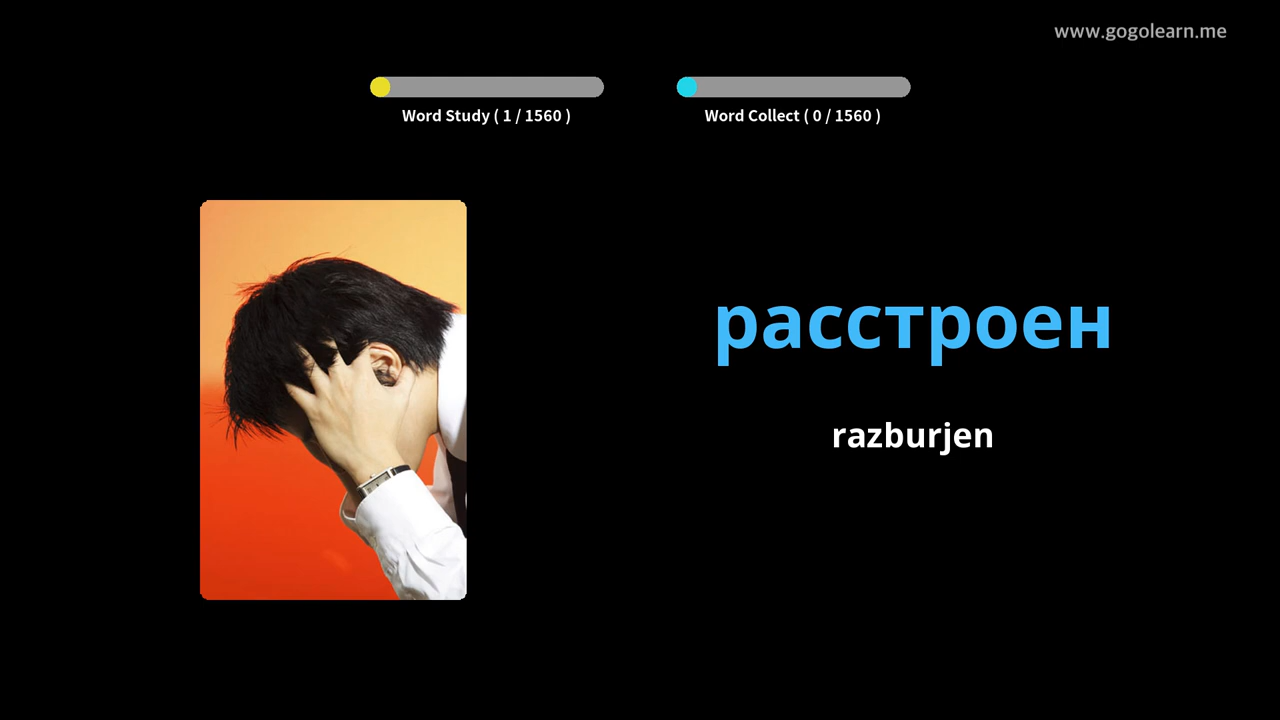 www.gogolearn.me
Word Study ( 1 / 1560 )
Word Collect ( 0 / 1560 )
расстроен
razburjen